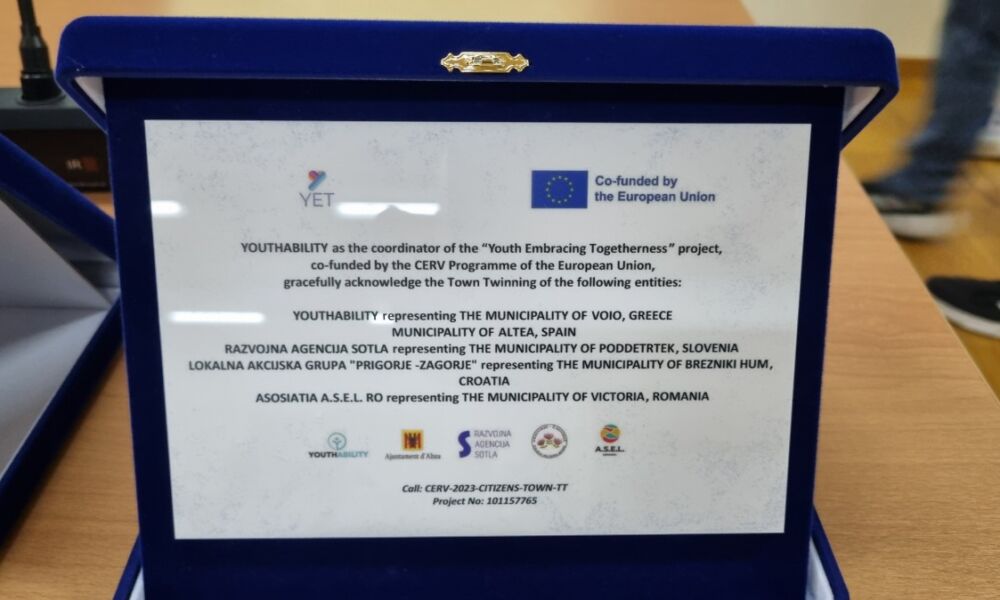 YET
Co-funded by
the European Union
YOUTHABILITY as the coordinator of the “Youth Embracing Togetherness” project,
co-funded by the CERV Programme of the European Union,
gracefully acknowledge the Town Twinning of the following entities:
YOUTHABILITY representing THE MUNICIPALITY OF VOIO, GREECE
MUNICIPALITY OF ALTEA, SPAIN
RAZVOJNA AGENCIJA SOTLA representing THE MUNICIPALITY OF PODDETRTEK, SLOVENIA
LOKALNA AKCIJSKA GRUPA "PRIGORJE -ZAGORJE" representing THE MUNICIPALITY OF BREZNIKI HUM,
CROATIA
ASOSIATIA A.S.E.L. RO representing THE MUNICIPALITY OF VICTORIA, ROMANIA
YOUTHABILITY
Ajuntament d'Altea
RAZVOJNA
AGENCIJA
SOTLA
A.S.E.L.
Call: CERV-2023-CITIZENS-TOWN-TT
Project No: 101157765